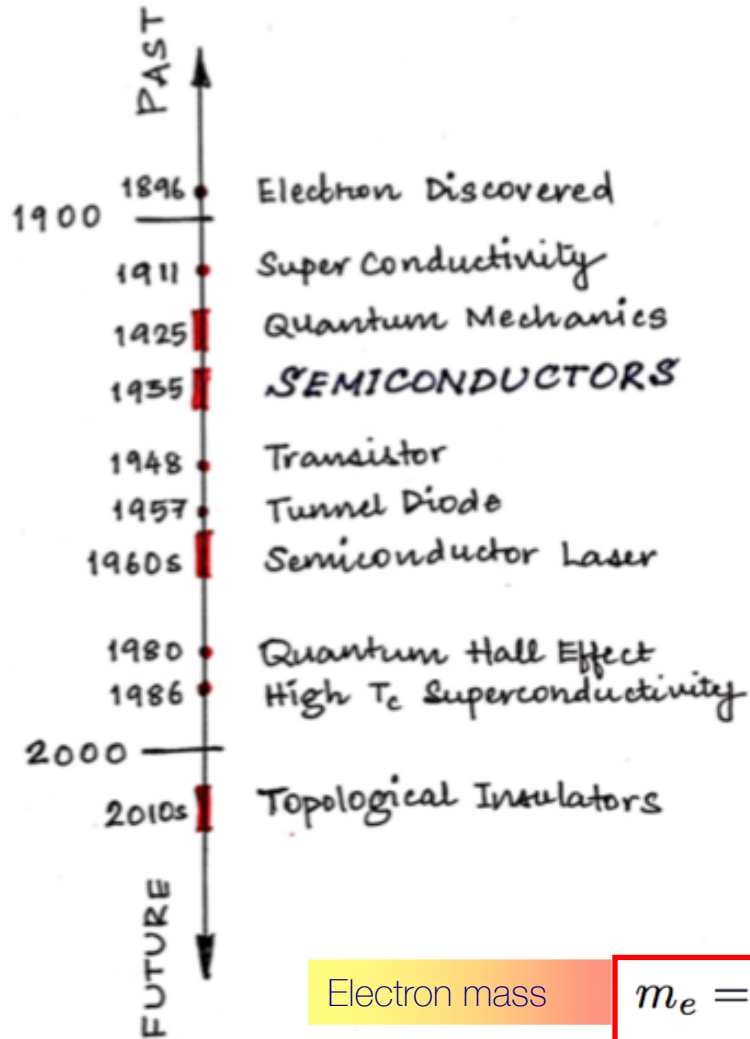 PAST
1896 Electron Discovered
1900
1911 Super Conductivity
1925 Quantum Mechanics
1935 SEMICONDUCTORS
1948 Transistor
1957 Tunnel Diode
1960s Semiconductor Laser
1980 Quantum Hall Effect
1986 High Tc Superconductivity
2000
2010s Topological Insulators
FUTURE
Electron mass mₑ =